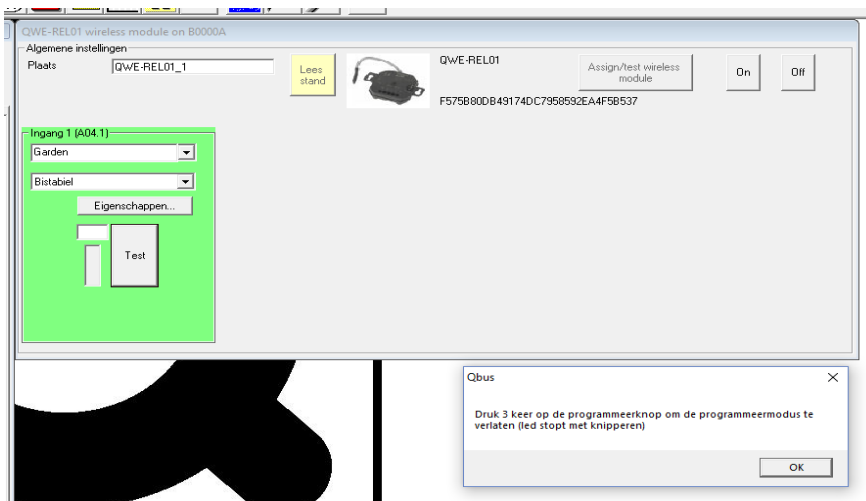 QWE-REL01 wireless module on B0000A
Algemene instellingen
Plaats
QWE-REL01_1
Lees
stand
QWE-REL01
Assign/test wireless
module
On
Off
F575B80DB49174DC7958592EA4F5B537
Ingang 1 (A04.1)
Garden
Bistabiel
Eigenschappen...
Test
Qbus
Druk 3 keer op de programmeerknop om de programmeermodus te
verlaten (led stopt met knipperen)
OK